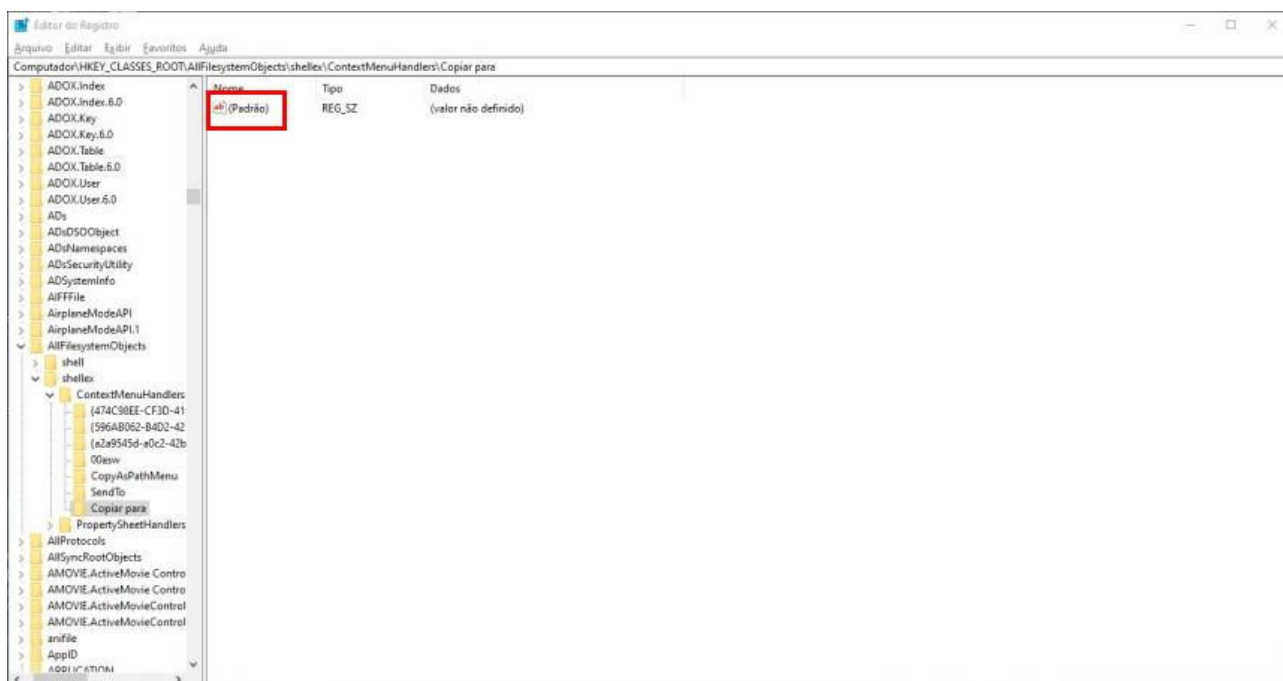 Editor do Registro
Arquivo Editar Exibir Favoritos Ajuda
Computador\HKEY_CLASSES_ROOT\AllFilesystemObjects\shellex\ContextMenuHandlers\Copiar para
Nome Tipo Dados
(Padrão) REG_SZ (valor não definido)
ADOX.Index
ADOX.Index.6.0
ADOX.Key
ADOX.Key.6.0
ADOX.Table
ADOX.Table.6.0
ADOX.User
ADOX.User.6.0
ADs
ADsDSOObject
ADsNamespaces
ADsSecurityUtility
ADSystemInfo
AIFFFile
AirplaneModeAPI
AirplaneModeAPI.1
AllFilesystemObjects
shell
shellex
ContextMenuHandlers
{474C98EE-CF3D-41
{596AB062-B4D2-42
{a2a9545d-a0c2-42b
00asw
CopyAsPathMenu
SendTo
Copiar para
PropertySheetHandlers
AllProtocols
AllSyncRootObjects
AMOVIE.ActiveMovie Contro
AMOVIE.ActiveMovie Contro
AMOVIE.ActiveMovieControl
AMOVIE.ActiveMovieControl
anifile
AppID
APPLICATION